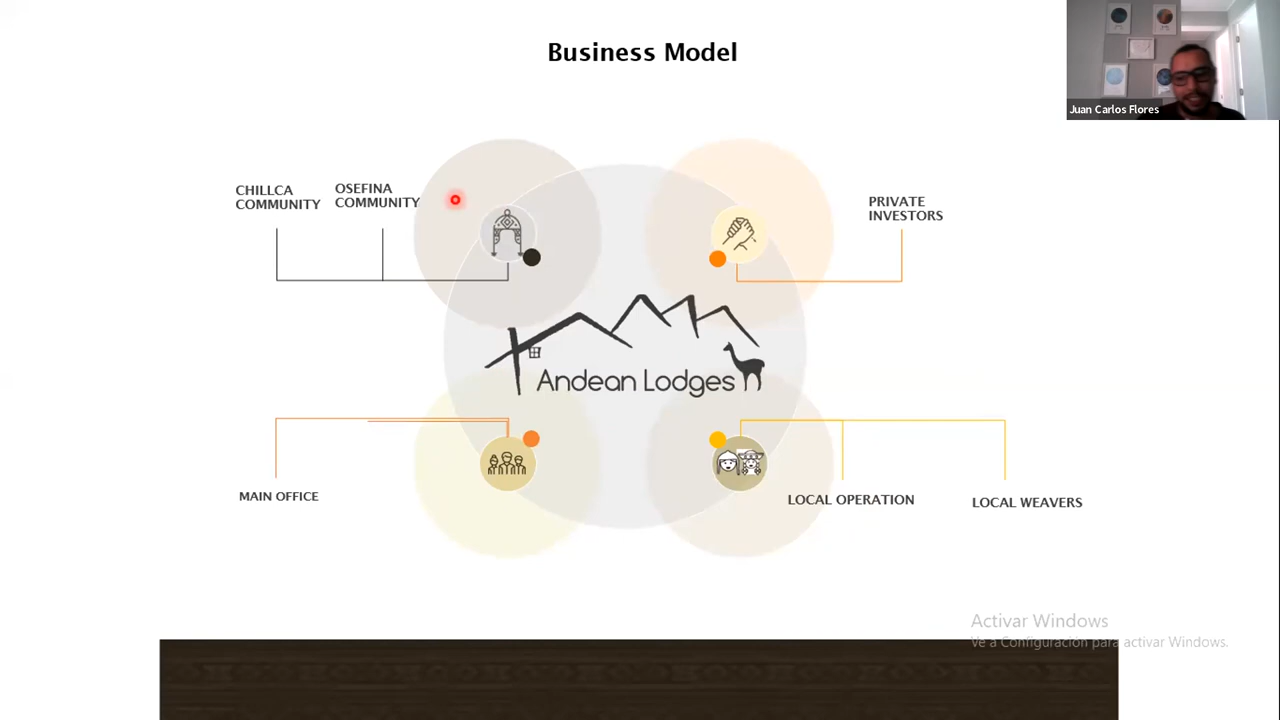 Business Model
Juan Carlos Flores
CHILLCA
COMMUNITY
OSEFINA
COMMUNITY
PRIVATE
INVESTORS
Andean Lodges
MAIN OFFICE
LOCAL OPERATION
LOCAL WEAVERS
Activar Windows
Ve a Configuración para activar Windows.